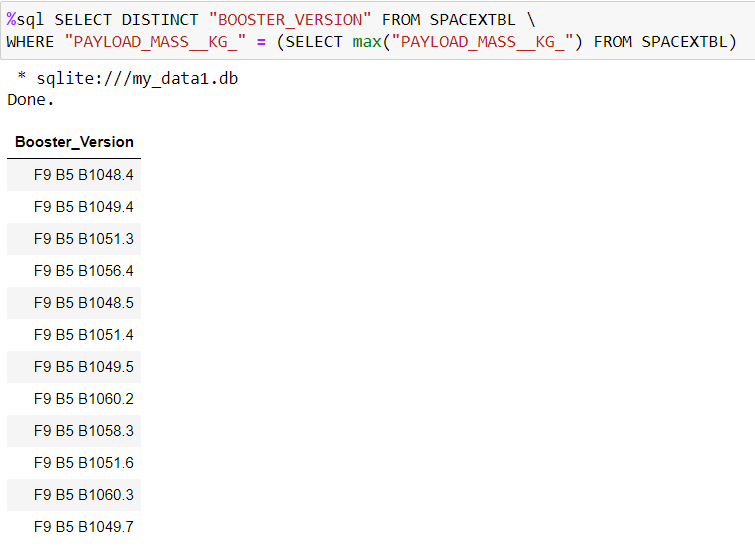 %sql SELECT DISTINCT "BOOSTER_VERSION" FROM SPACEXTBL \
WHERE "PAYLOAD_MASS__KG_" = (SELECT max("PAYLOAD_MASS__KG_") FROM SPACEXTBL)
* sqlite:///my_data1.db
Done.
Booster_Version
F9 B5 B1048.4
F9 B5 B1049.4
F9 B5 B1051.3
F9 B5 B1056.4
F9 B5 B1048.5
F9 B5 B1051.4
F9 B5 B1049.5
F9 B5 B1060.2
F9 B5 B1058.3
F9 B5 B1051.6
F9 B5 B1060.3
F9 B5 B1049.7